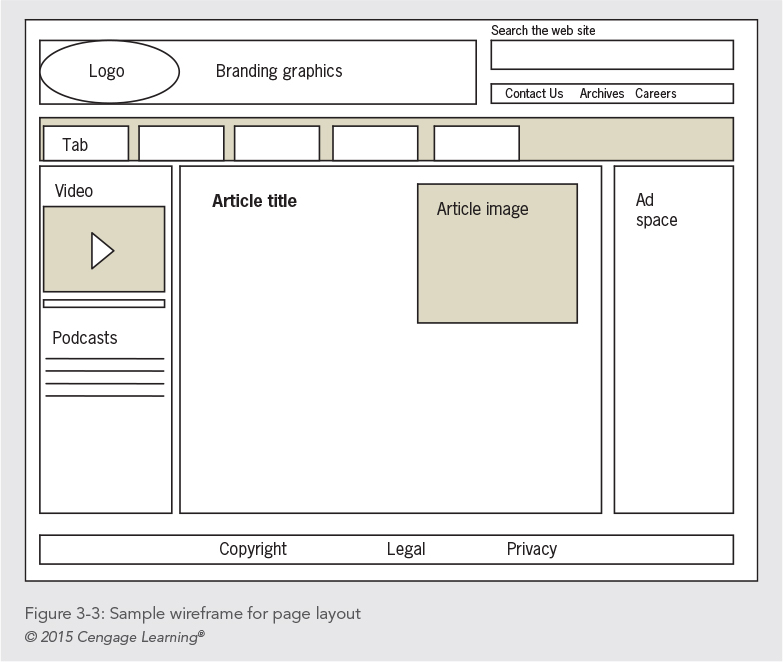 Search the web site
Logo
Branding graphics
Contact Us Archives Careers
Tab
Video
Podcasts
Article title
Article image
Ad
space
Copyright Legal Privacy
Figure 3-3: Sample wireframe for page layout
© 2015 Cengage Learning®